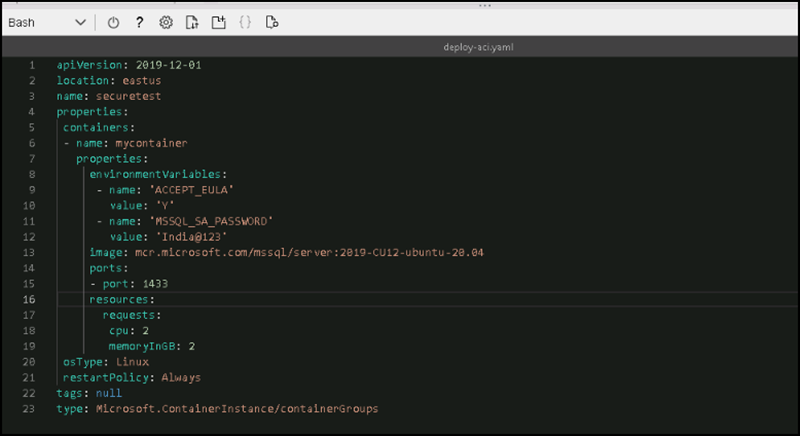 Bash
?
{}
deploy-aci.yaml
1 apiVersion: 2019-12-01
2 location: eastus
3 name: securetest
4 properties:
5 containers:
6 - name: mycontainer
7 properties:
8 environmentVariables:
9 - name: 'ACCEPT_EULA'
10 value: 'Y'
11 - name: 'MSSQL_SA_PASSWORD'
12 value: 'India@123'
13 image: mcr.microsoft.com/mssql/server:2019-CU12-ubuntu-20.04
14 ports:
15 - port: 1433
16 resources:
17 requests:
18 cpu: 2
19 memoryInGB: 2
20 osType: Linux
21 restartPolicy: Always
22 tags: null
23 type: Microsoft.ContainerInstance/containerGroups